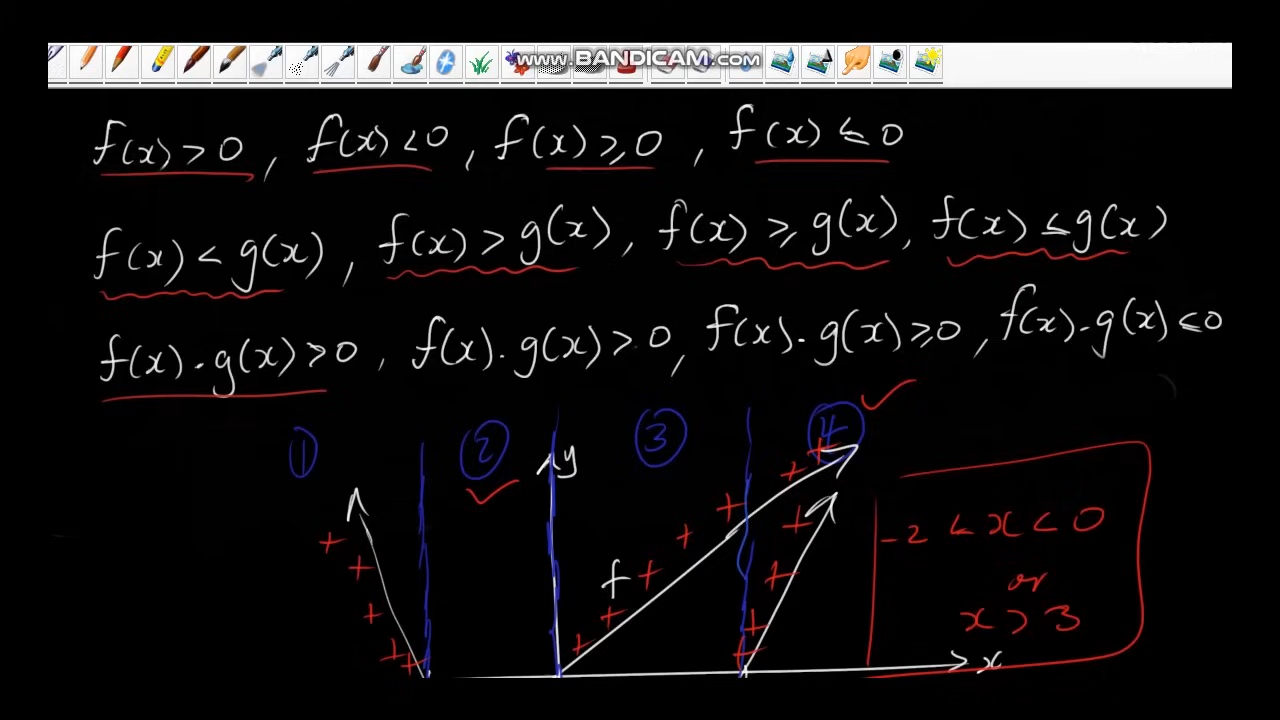 www.BANDICAM.com
f(x) > 0 , f(x) < 0 , f(x) ≥ 0 , f(x) ≤ 0
f(x) < g(x) , f(x) > g(x) , f(x) ≥ g(x) , f(x) ≤ g(x)
f(x) . g(x) > 0 , f(x) . g(x) > 0 , f(x) . g(x) ≥ 0 , f(x) . g(x) ≤ 0
1 2 3 4
y
-2 < x < 0
f
or
x > 3
x